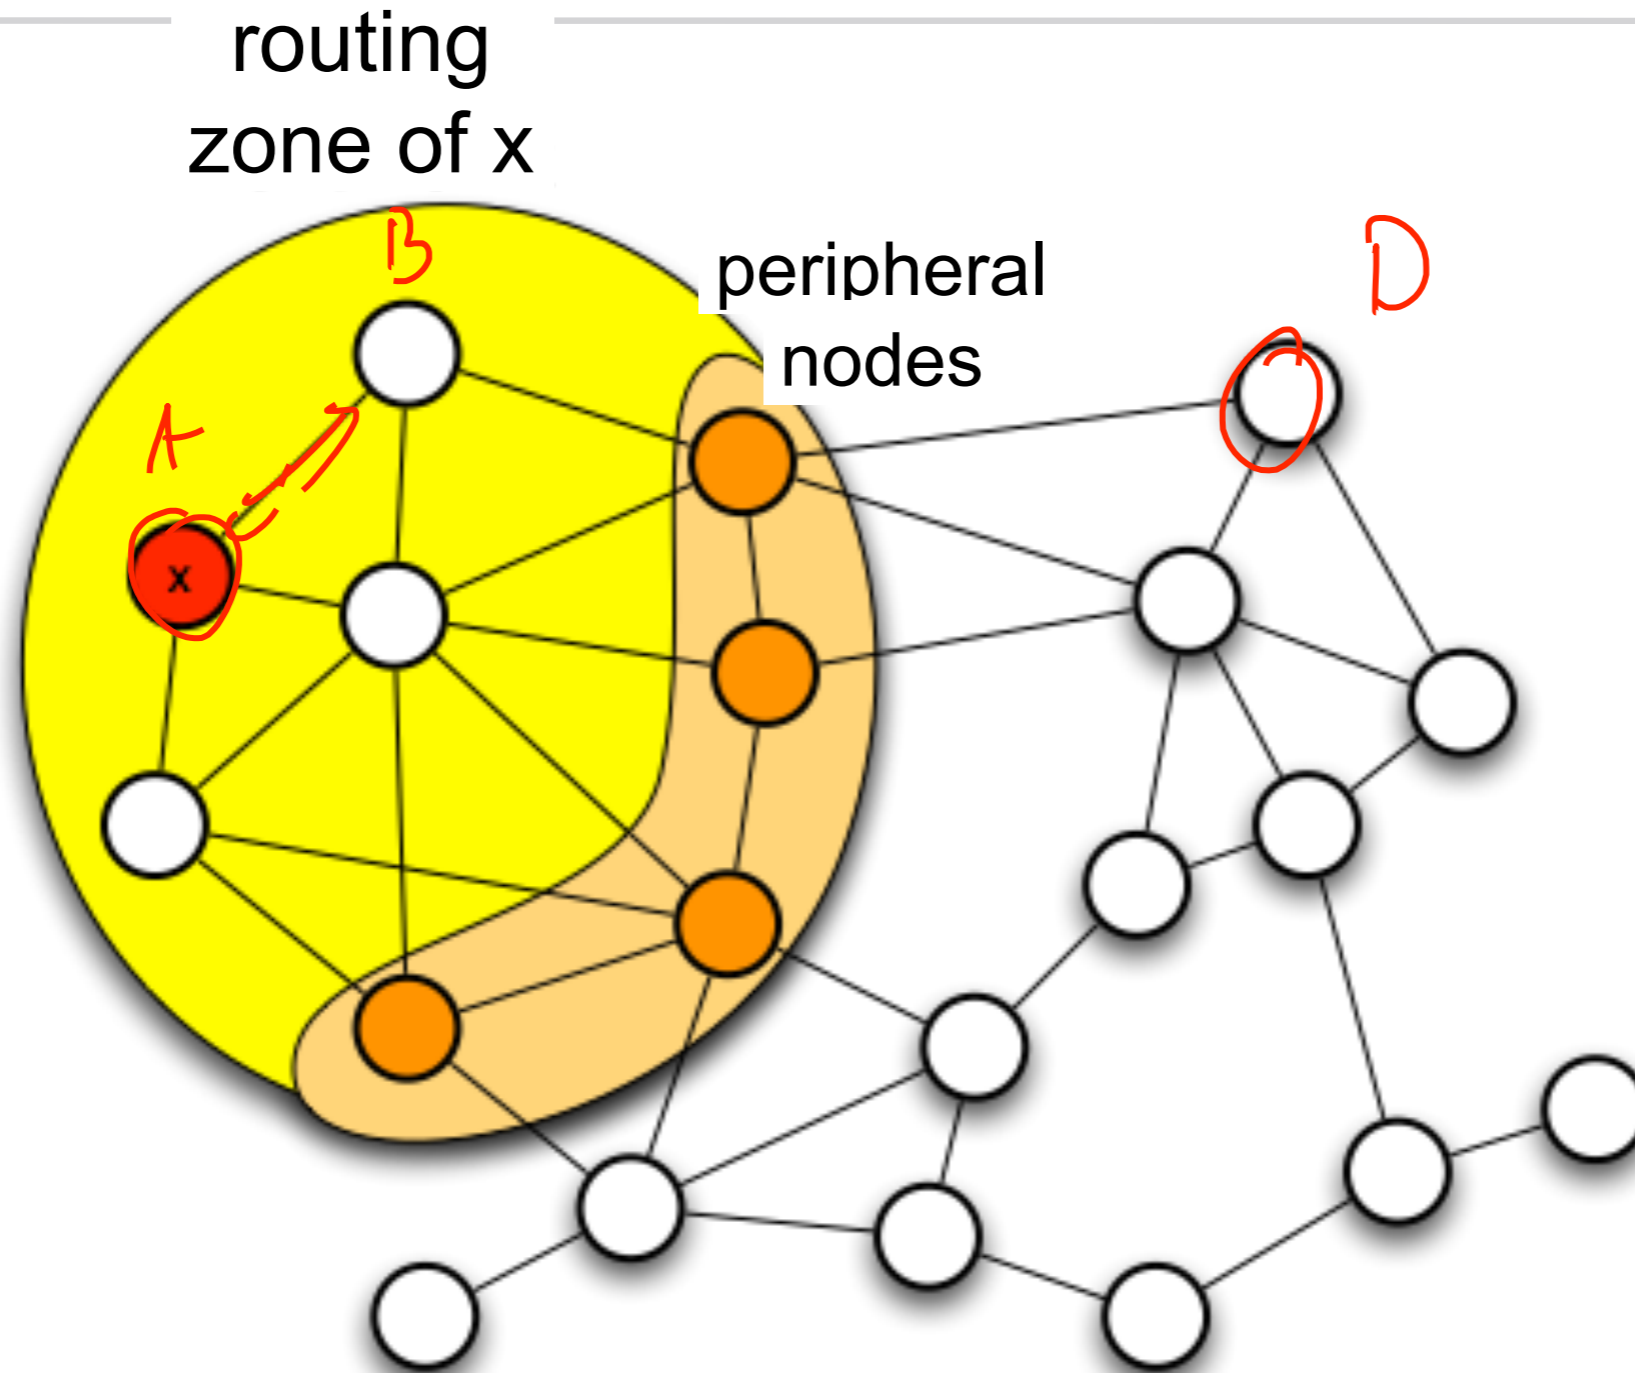 routing
zone of x
B
peripheral
nodes
D
A
x